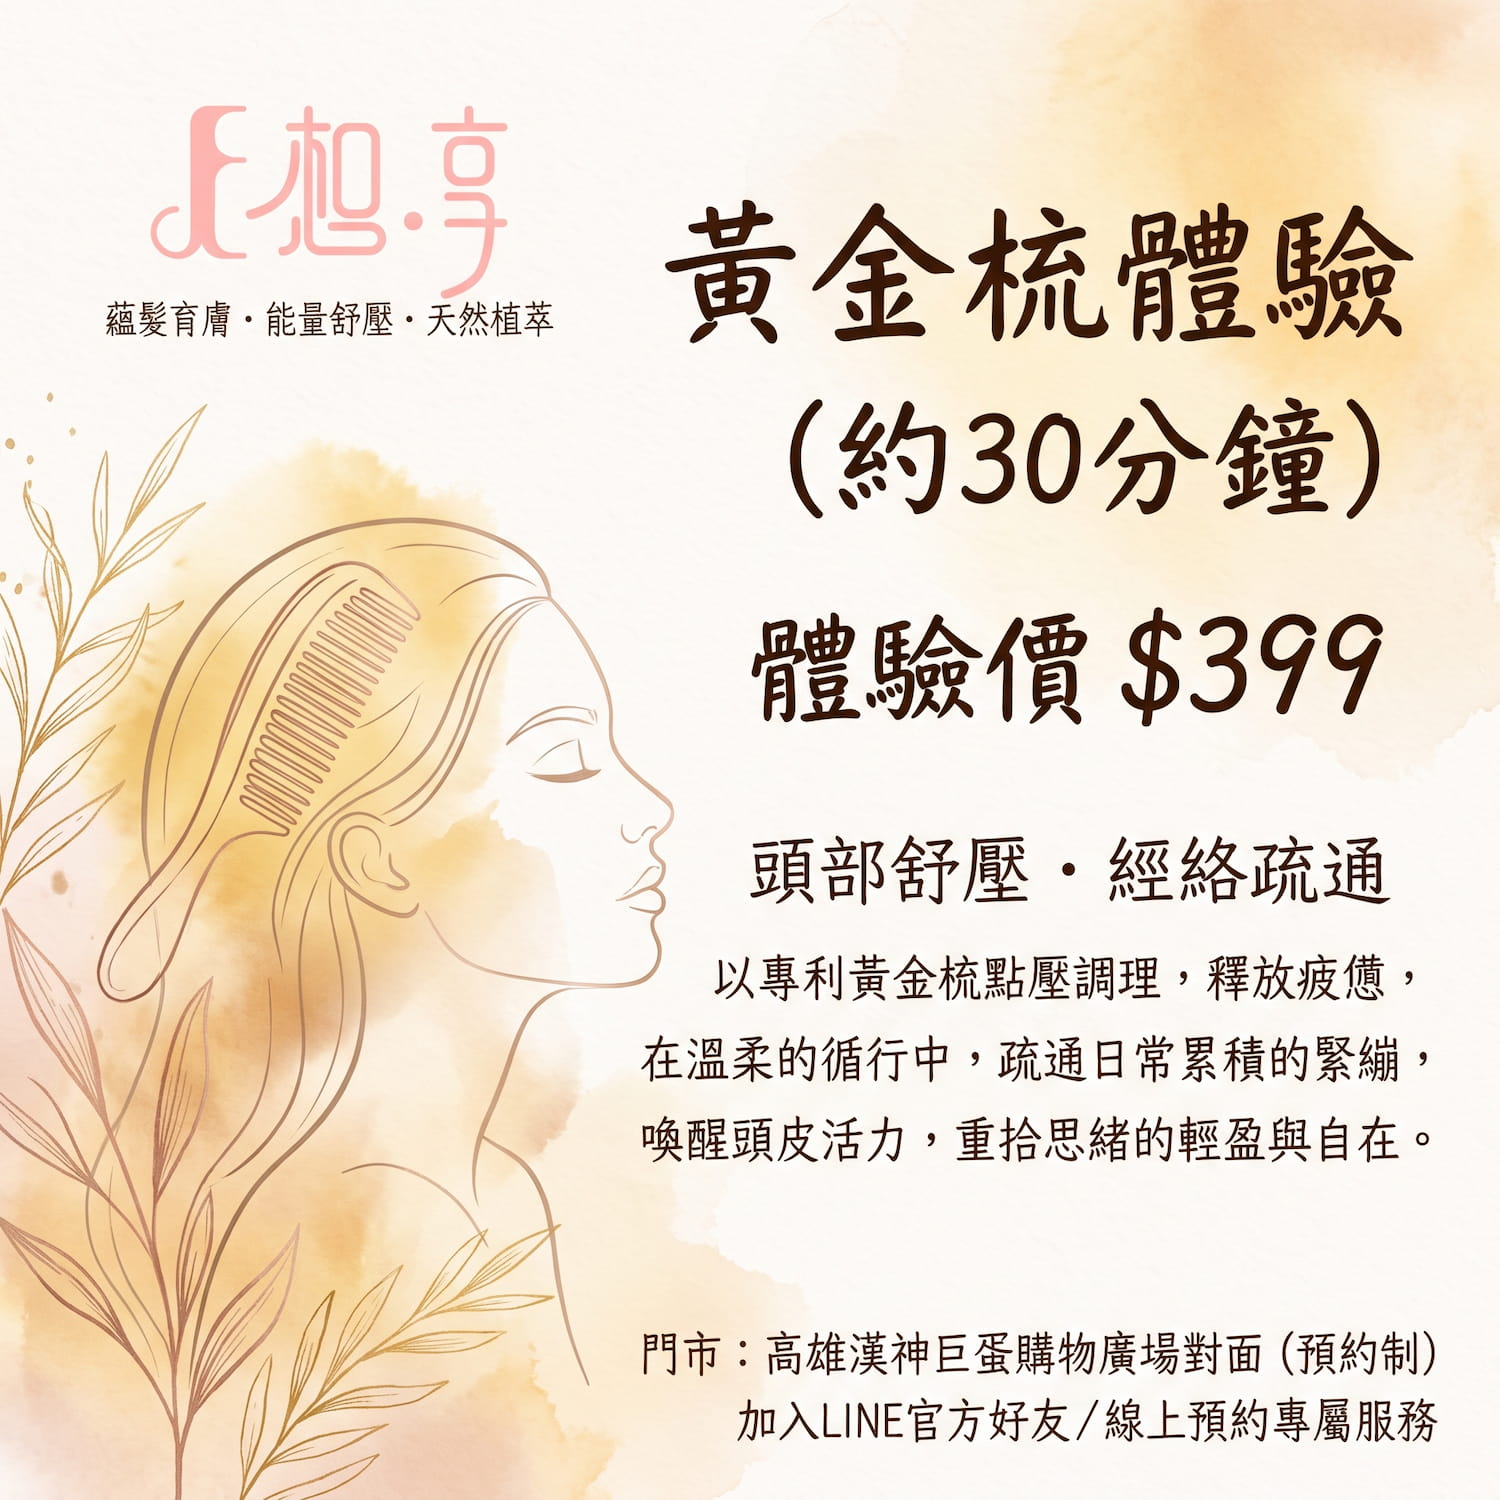 想·享
蘊髮育膚·能量舒壓·天然植萃
黃金梳體驗
(約30分鐘)
體驗價 $399
頭部舒壓·經絡疏通
以專利黃金梳點壓調理，釋放疲憊，
在溫柔的循行中，疏通日常累積的緊繃，
喚醒頭皮活力，重拾思緒的輕盈與自在。
門市：高雄漢神巨蛋購物廣場對面 (預約制)
加入LINE官方好友/線上預約專屬服務